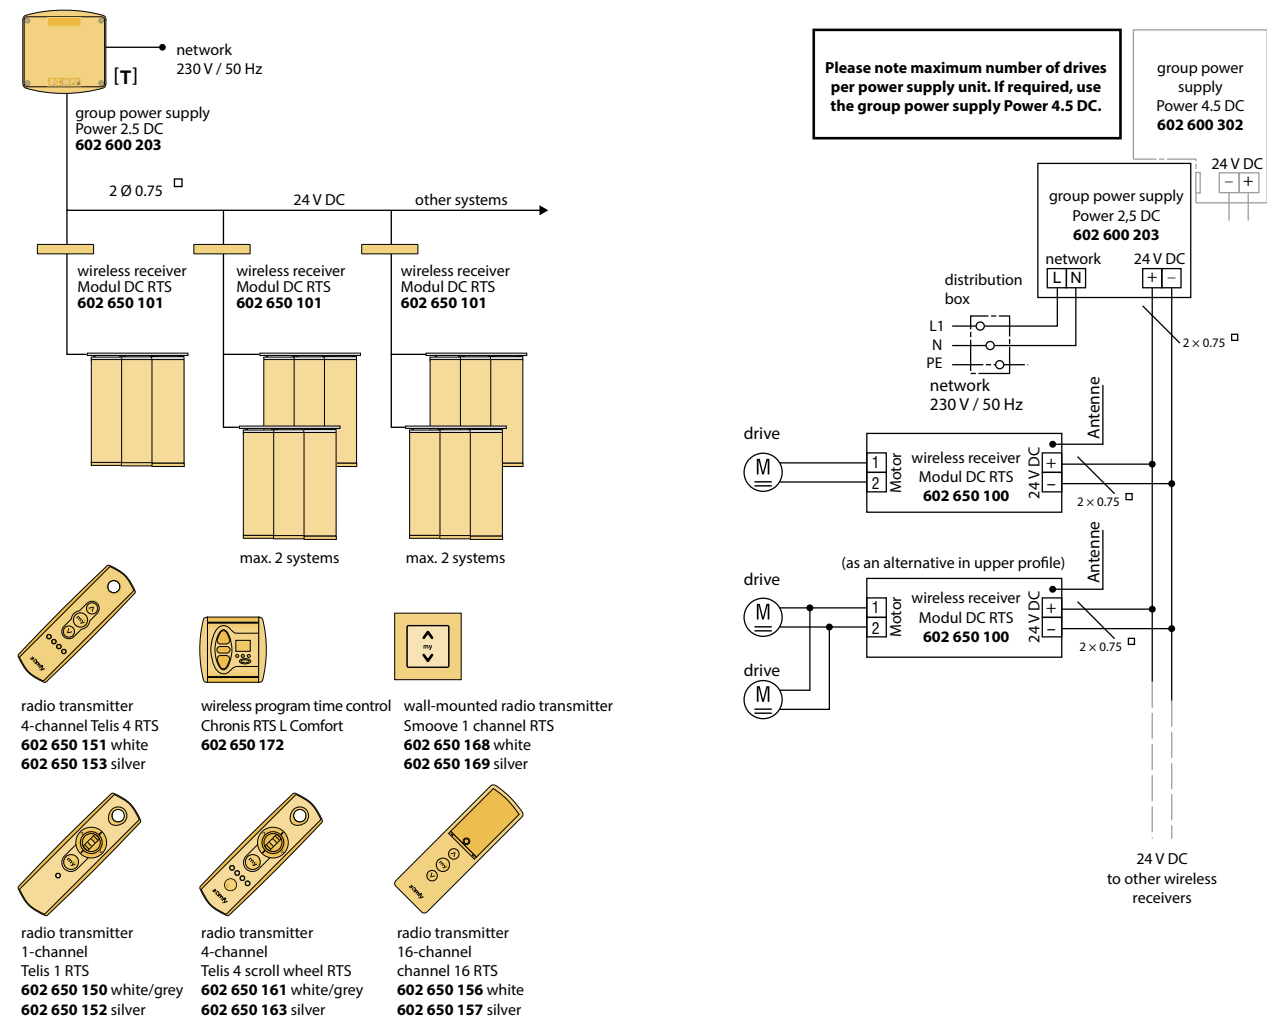 network
230 V / 50 Hz
[T]
group power supply
Power 2.5 DC
602 600 203
2 Ø 0.75
24 V DC
other systems
wireless receiver
Modul DC RTS
602 650 101
wireless receiver
Modul DC RTS
602 650 101
wireless receiver
Modul DC RTS
602 650 101
max. 2 systems
max. 2 systems
my
somfy
my
radio transmitter
4-channel Telis 4 RTS
602 650 151 white
602 650 153 silver
wireless program time control
Chronis RTS L Comfort
602 650 172
wall-mounted radio transmitter
Smoove 1 channel RTS
602 650 168 white
602 650 169 silver
my
my
somfy
my
somfy
radio transmitter
1-channel
Telis 1 RTS
602 650 150 white/grey
602 650 152 silver
radio transmitter
4-channel
Telis 4 scroll wheel RTS
602 650 161 white/grey
602 650 163 silver
radio transmitter
16-channel
channel 16 RTS
602 650 156 white
602 650 157 silver
Please note maximum number of drives
per power supply unit. If required, use
the group power supply Power 4.5 DC.
group power
supply
Power 4.5 DC
602 600 302
24 V DC
− +
group power supply
Power 2,5 DC
602 600 203
network
24 V DC
L N
+ −
distribution
box
L1
N
PE
network
230 V / 50 Hz
2 × 0.75
Antenne
drive
M
1
2
Motor
wireless receiver
Modul DC RTS
602 650 100
24 V DC
+
−
2 × 0.75
Antenne
(as an alternative in upper profile)
drive
M
1
2
Motor
wireless receiver
Modul DC RTS
602 650 100
24 V DC
+
−
2 × 0.75
drive
M
24 V DC
to other wireless
receivers